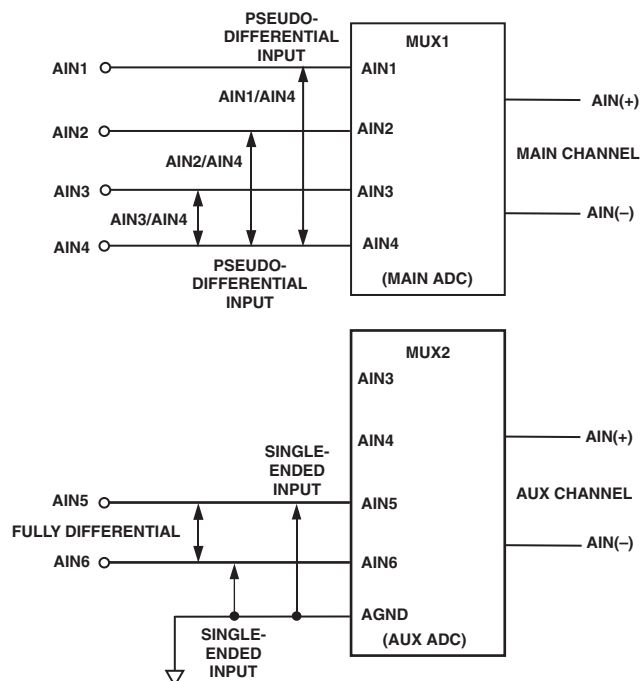 PSEUDO-
DIFFERENTIAL
INPUT
MUX1
AIN1
AIN1
AIN1/AIN4
AIN(+)
AIN2
AIN2
AIN2/AIN4
MAIN CHANNEL
AIN3
AIN3
AIN3/AIN4
AIN(–)
AIN4
AIN4
PSEUDO-
DIFFERENTIAL
INPUT
(MAIN ADC)
MUX2
AIN3
AIN4
AIN(+)
SINGLE-
ENDED
INPUT
AIN5
AIN5
AUX CHANNEL
FULLY DIFFERENTIAL
AIN(–)
AIN6
AIN6
AGND
SINGLE-
ENDED
INPUT
(AUX ADC)